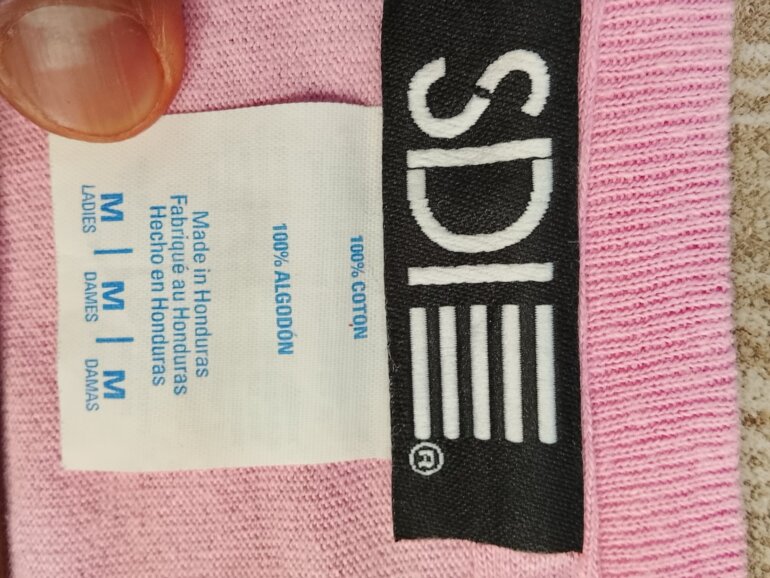 SDI
®
100% COTON
100% ALGODÓN
Made in Honduras
Fabriqué au Honduras
Hecho en Honduras
M | M | M
LADIES DAMES DAMAS